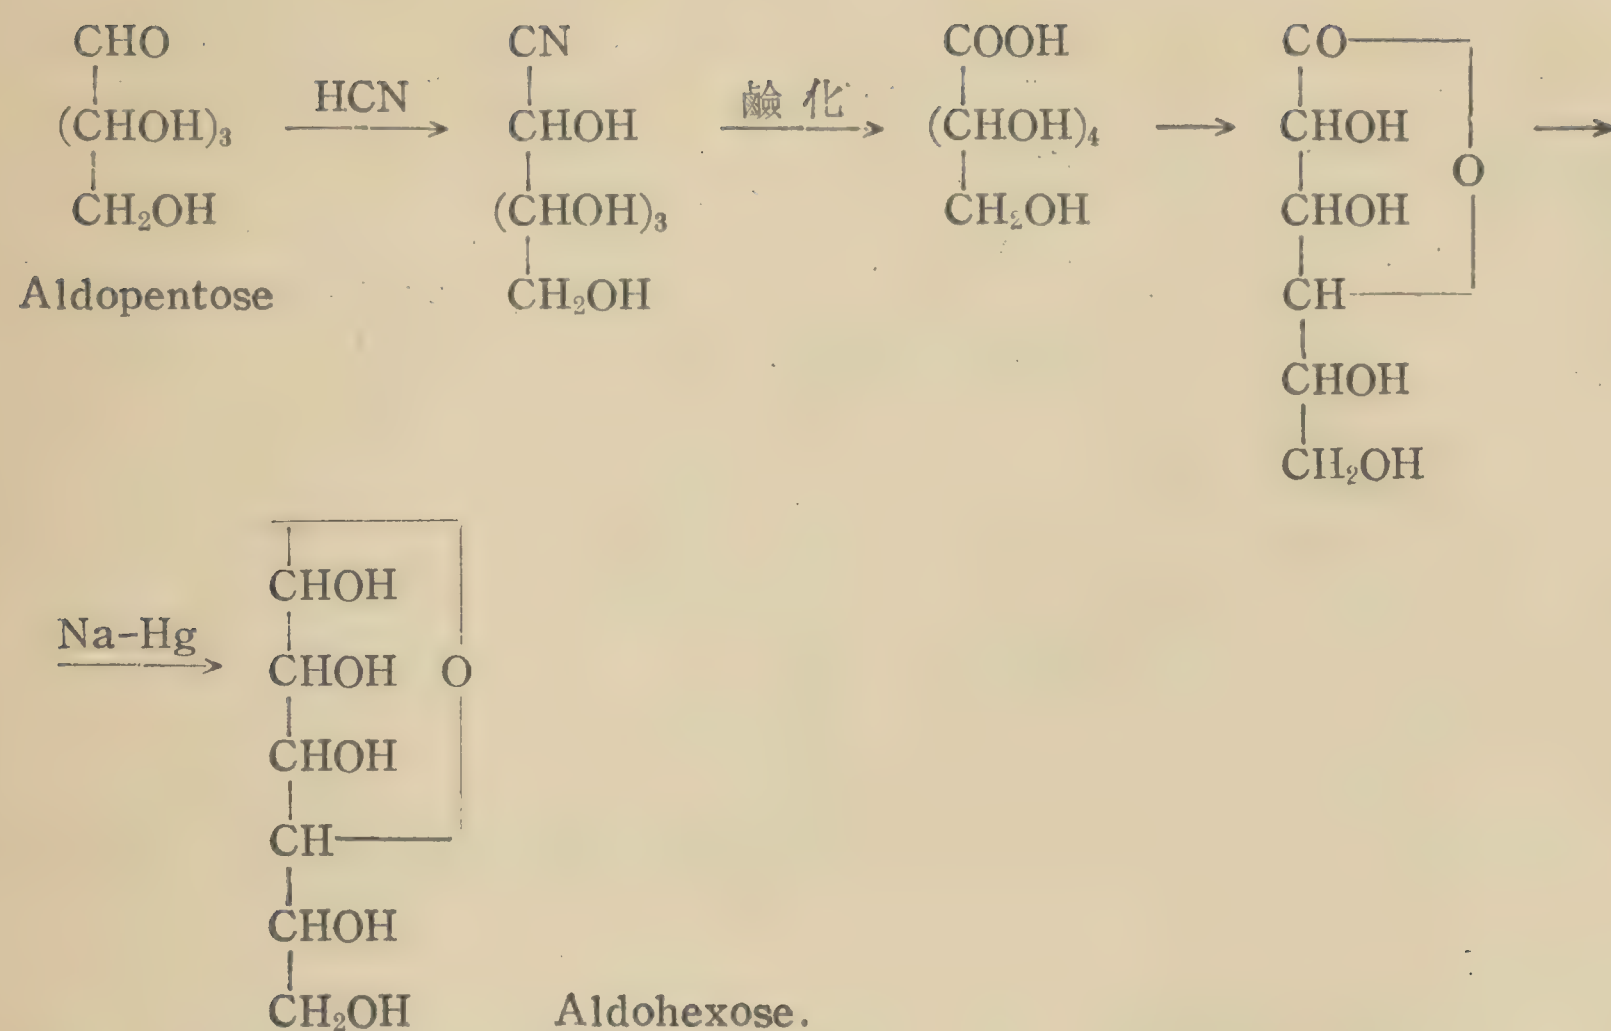 CHO CN COOH CO
(CHOH)₃ HCN CHOH 鹼化 (CHOH)₄ CHOH
CH₂OH (CHOH)₃ CH₂OH CHOH O
Aldopentose CH₂OH CH
CHOH
CH₂OH
CHOH
Na-Hg CHOH O
CHOH
CH
CHOH
CH₂OH Aldohexose.